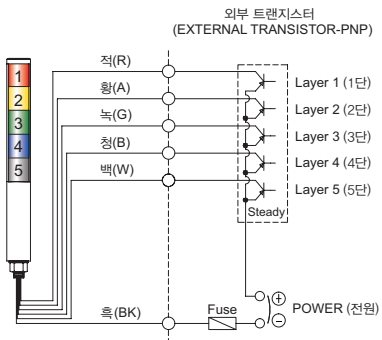 외부 트랜지스터
(EXTERNAL TRANSISTOR-PNP)
적(R)
황(A)
녹(G)
청(B)
백(W)
1
2
3
4
5
Layer 1 (1단)
Layer 2 (2단)
Layer 3 (3단)
Layer 4 (4단)
Layer 5 (5단)
Steady
흑(BK)
Fuse
+
-
POWER (전원)